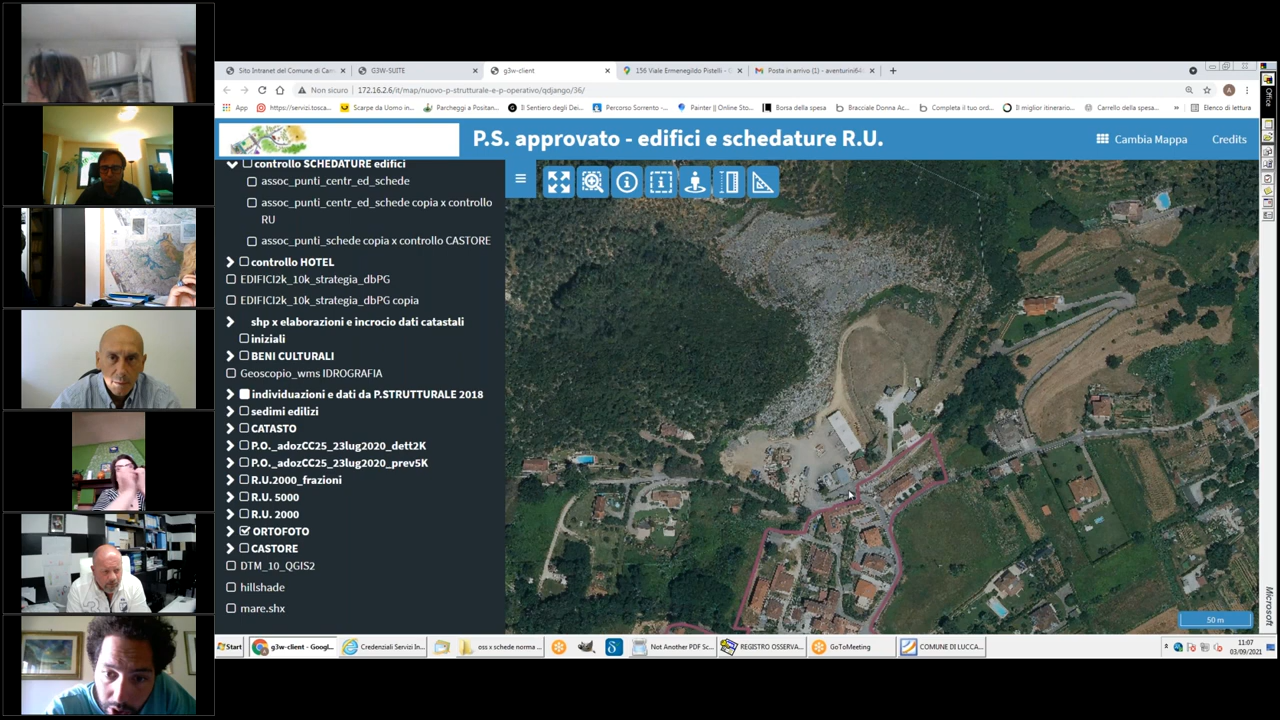 Sito Intranet del Comune di Cam
G3W-SUITE
g3w-client
156 Viale Ermenegildo Pistelli - G
Posta in arrivo (1) - aventurini64
Non sicuro
172.16.2.6/it/map/nuovo-p-strutturale-e-p-operativo/qdjango/36/
App
https://servizi.tosca...
Scarpe da Uomo in...
Parcheggi a Positan...
Il Sentiero degli Dei:...
Percorso Sorrento -...
Painter || Online Sto...
Borsa della spesa
Bracciale Donna Acc...
Completa il tuo ord...
Il miglior itinerario...
Carrello della spesa...
Elenco di lettura
Office
P.S. approvato - edifici e schedature R.U.
Cambia Mappa
Credits
controllo SCHEDATURE edifici
assoc_punti_centr_ed_schede
assoc_punti_centr_ed_schede copia x controllo
RU
assoc_punti_schede copia x controllo CASTORE
controllo HOTEL
EDIFICI2k_10k_strategia_dbPG
EDIFICI2k_10k_strategia_dbPG copia
shp x elaborazioni e incrocio dati catastali
iniziali
BENI CULTURALI
Geoscopio_wms IDROGRAFIA
individuazioni e dati da P.STRUTTURALE 2018
sedimi edilizi
CATASTO
P.O._adozCC25_23lug2020_dett2K
P.O._adozCC25_23lug2020_prev5K
R.U.2000_frazioni
R.U. 5000
R.U. 2000
ORTOFOTO
CASTORE
DTM_10_QGIS2
hillshade
mare.shx
50 m
Microsoft
Start
g3w-client - Googl...
Credenziali Servizi In...
oss x schede norma ...
Not Another PDF Sc...
REGISTRO OSSERVA...
GoToMeeting
COMUNE DI LUCCA...
11:07
03/09/2021